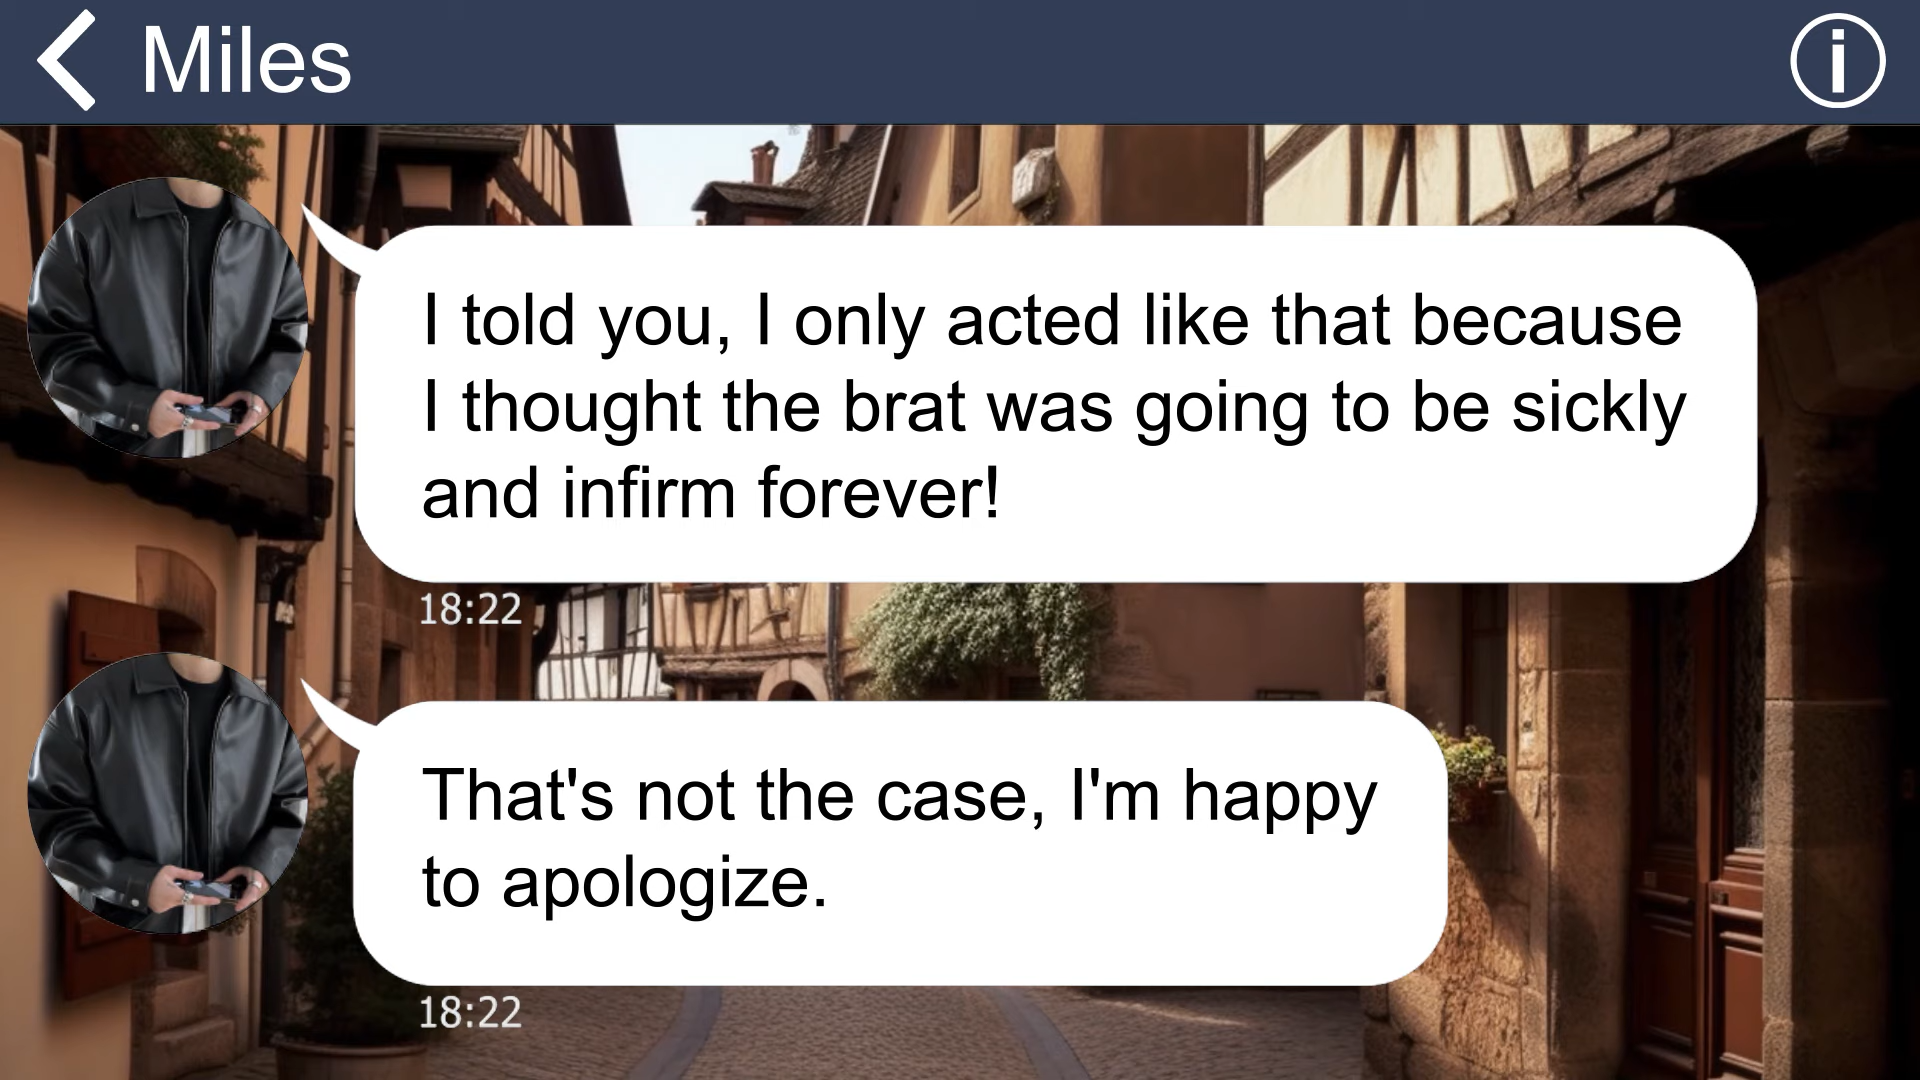 Miles
I told you, I only acted like that because
I thought the brat was going to be sickly
and infirm forever!
18:22
That's not the case, I'm happy
to apologize.
18:22